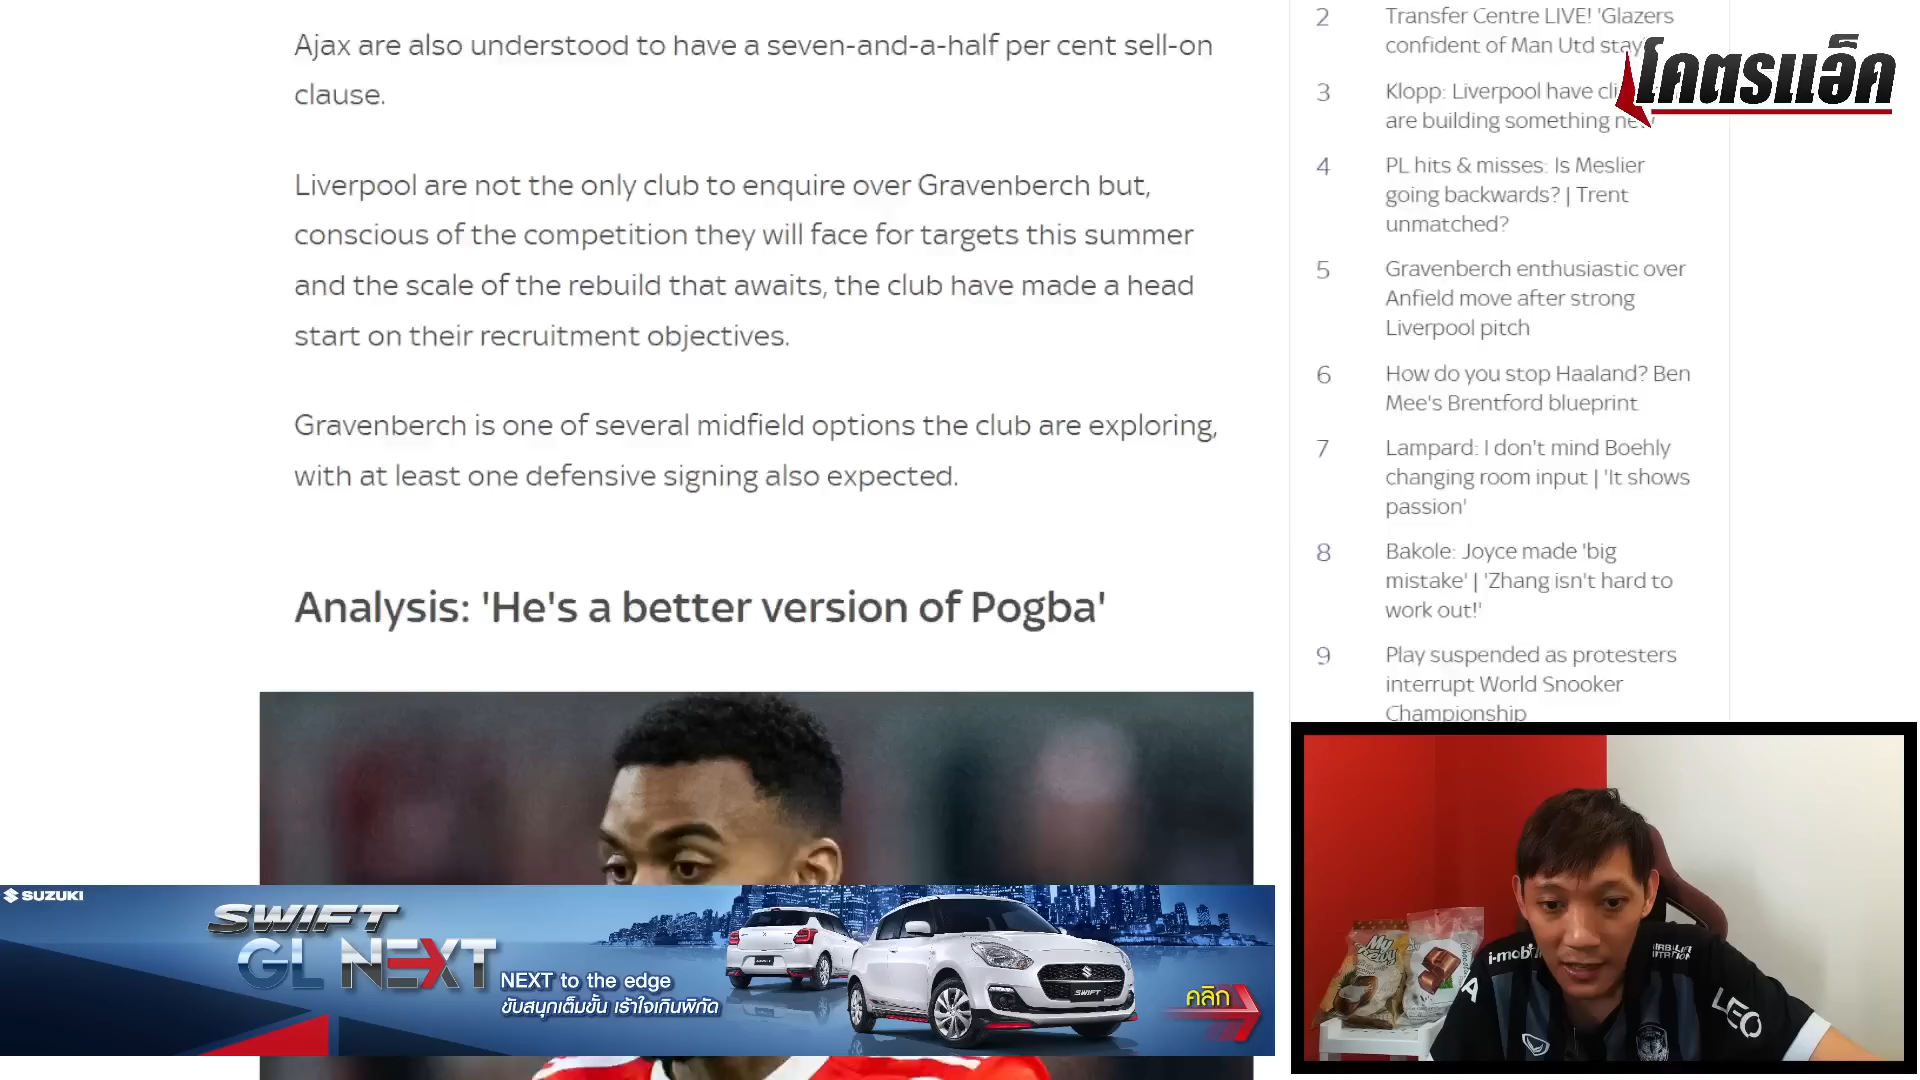 Ajax are also understood to have a seven-and-a-half per cent sell-on
clause.
Liverpool are not the only club to enquire over Gravenberch but,
conscious of the competition they will face for targets this summer
and the scale of the rebuild that awaits, the club have made a head
start on their recruitment objectives.
Gravenberch is one of several midfield options the club are exploring,
with at least one defensive signing also expected.
Analysis: 'He's a better version of Pogba'
2
Transfer Centre LIVE! 'Glazers
confident of Man Utd stay'
โคตรแอ็ค
3
Klopp: Liverpool have
are building something new'
4
PL hits & misses: Is Meslier
going backwards? | Trent
unmatched?
5
Gravenberch enthusiastic over
Anfield move after strong
Liverpool pitch
6
How do you stop Haaland? Ben
Mee's Brentford blueprint
7
Lampard: I don't mind Boehly
changing room input | 'It shows
passion'
8
Bakole: Joyce made 'big
mistake' | 'Zhang isn't hard to
work out!'
9
Play suspended as protesters
interrupt World Snooker
Championship
SUZUKI
SWIFT
GL NEXT
NEXT to the edge
ขับสนุกเต็มขั้น เร้าใจเกินพิกัด
SWIFT
คลิก
i-mobi
LEO